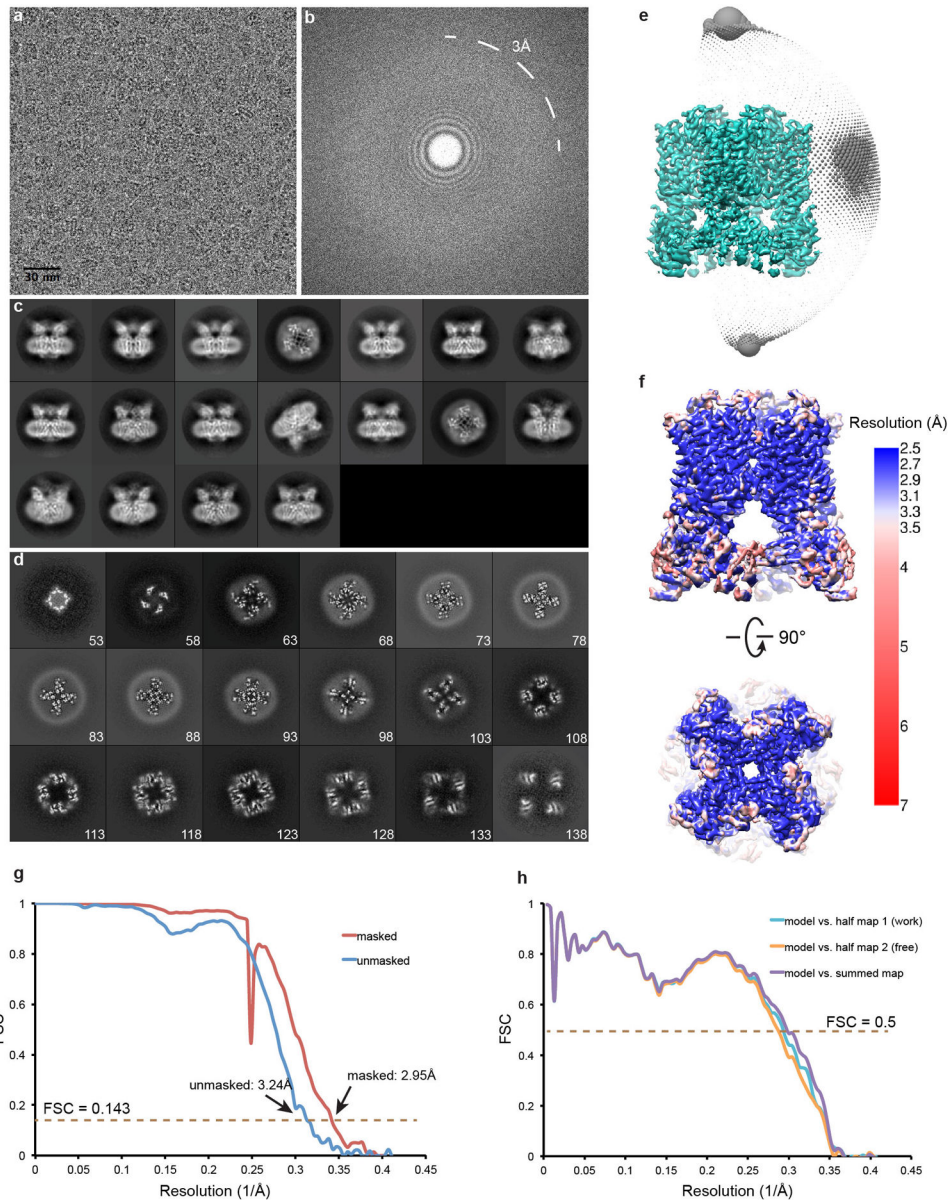 a
30 nm
b
3Å
c
d
53
58
63
68
73
78
83
88
93
98
103
108
113
118
123
128
133
138
e
f
Resolution (Å)
2.5
2.7
2.9
3.1
3.3
3.5
4
5
6
7
90°
g
1
0.8
0.6
0.4
0.2
0
masked
unmasked
unmasked: 3.24Å
masked: 2.95Å
FSC = 0.143
0 0.05 0.1 0.15 0.2 0.25 0.3 0.35 0.4 0.45
Resolution (1/Å)
h
FSC
1
0.8
0.6
0.4
0.2
0
model vs. half map 1 (work)
model vs. half map 2 (free)
model vs. summed map
FSC = 0.5
0 0.05 0.1 0.15 0.2 0.25 0.3 0.35 0.4 0.45
Resolution (1/Å)